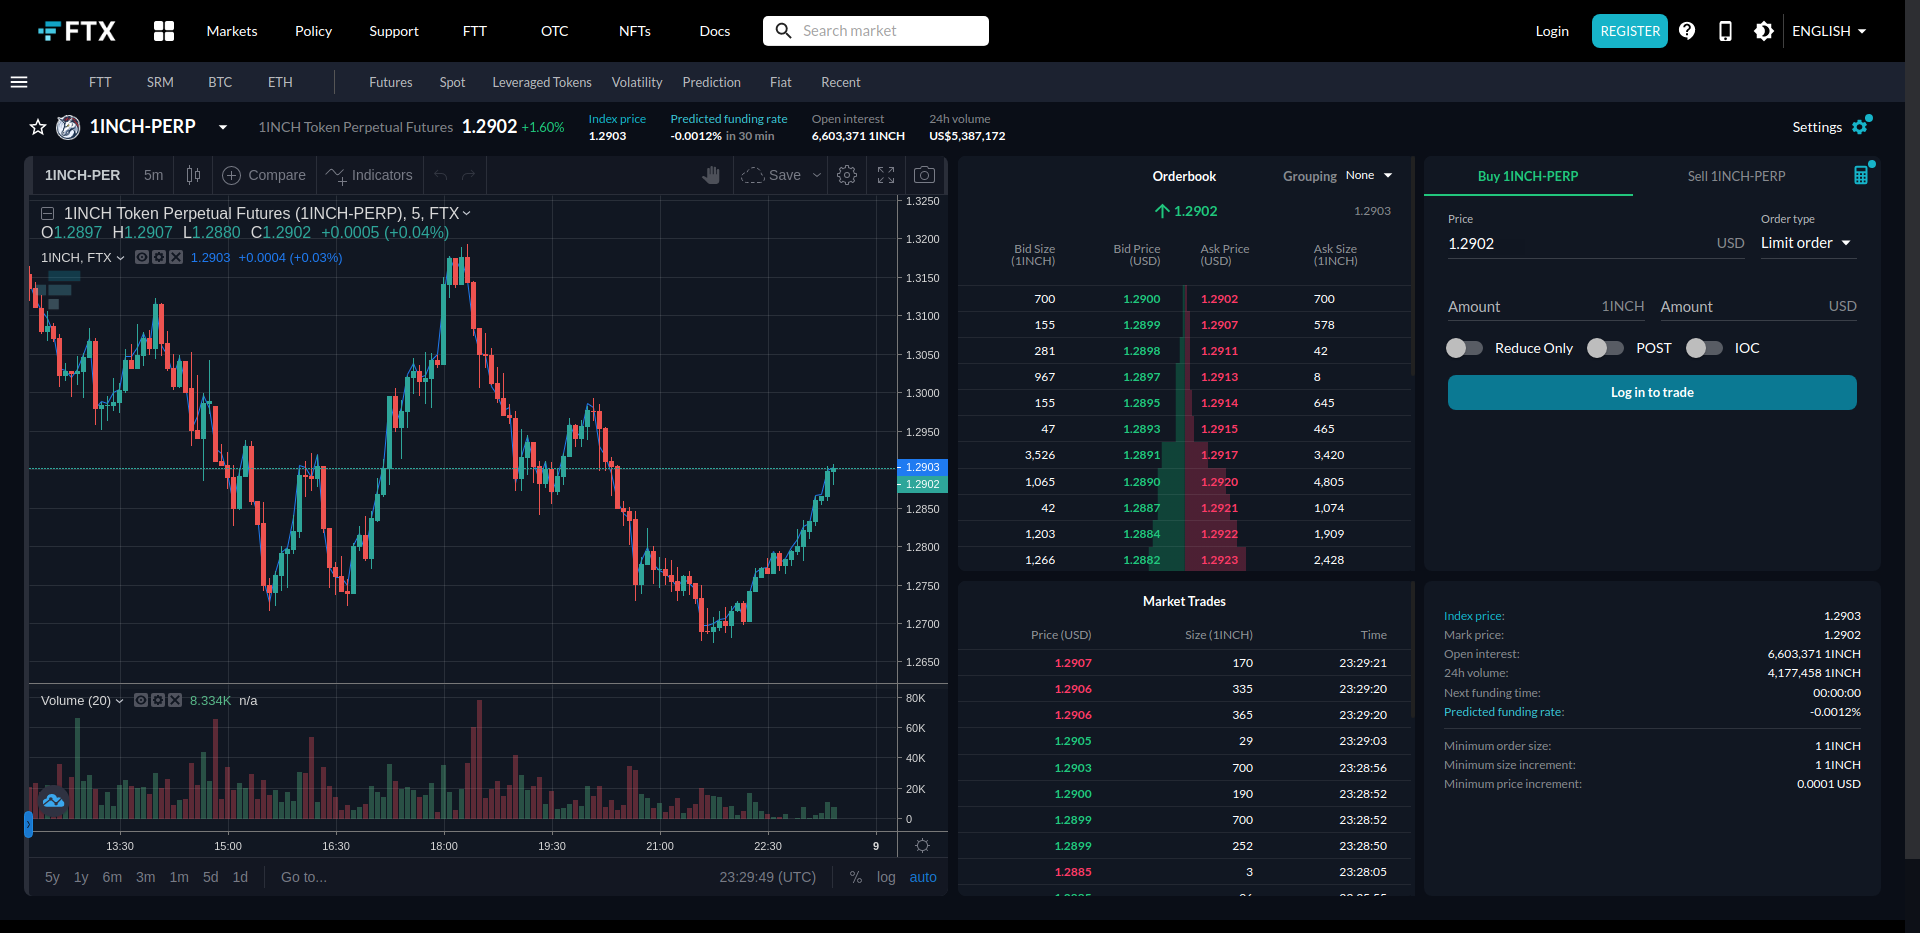 FTX
Markets Policy Support FTT OTC NFTs Docs Search market Login REGISTER ENGLISH
FTT SRM BTC ETH Futures Spot Leveraged Tokens Volatility Prediction Fiat Recent
1INCH-PERP 1INCH Token Perpetual Futures 1.2902 +1.60%
Index price
1.2903
Predicted funding rate
-0.0012% in 30 min
Open interest
6,603,371 1INCH
24h volume
US$5,387,172
Settings
1INCH-PER 5m Compare Indicators Save
1INCH Token Perpetual Futures (1INCH-PERP), 5, FTX
O1.2897 H1.2907 L1.2880 C1.2902 +0.0005 (+0.04%)
1INCH, FTX 1.2903 +0.0004 (+0.03%)
1.3250
1.3200
1.3150
1.3100
1.3050
1.3000
1.2950
1.2903
1.2902
1.2850
1.2800
1.2750
1.2700
1.2650
Volume (20) 8.334K n/a
80K
60K
40K
20K
0
13:30 15:00 16:30 18:00 19:30 21:00 22:30 9
5y 1y 6m 3m 1m 5d 1d Go to... 23:29:49 (UTC) % log auto
Orderbook Grouping None
1.2902 1.2903
Bid Size (1INCH) Bid Price (USD) Ask Price (USD) Ask Size (1INCH)
700 1.2900 1.2902 700
155 1.2899 1.2907 578
281 1.2898 1.2911 42
967 1.2897 1.2913 8
155 1.2895 1.2914 645
47 1.2893 1.2915 465
3,526 1.2891 1.2917 3,420
1,065 1.2890 1.2920 4,805
42 1.2887 1.2921 1,074
1,203 1.2884 1.2922 1,909
1,266 1.2882 1.2923 2,428
Market Trades
Price (USD) Size (1INCH) Time
1.2907 170 23:29:21
1.2906 335 23:29:20
1.2906 365 23:29:20
1.2905 29 23:29:03
1.2903 700 23:28:56
1.2900 190 23:28:52
1.2899 700 23:28:52
1.2899 252 23:28:50
1.2885 3 23:28:05
Buy 1INCH-PERP Sell 1INCH-PERP
Price Order type
1.2902 USD Limit order
Amount 1INCH Amount USD
Reduce Only POST IOC
Log in to trade
Index price: 1.2903
Mark price: 1.2902
Open interest: 6,603,371 1INCH
24h volume: 4,177,458 1INCH
Next funding time: 00:00:00
Predicted funding rate: -0.0012%
Minimum order size: 1 1INCH
Minimum size increment: 1 1INCH
Minimum price increment: 0.0001 USD